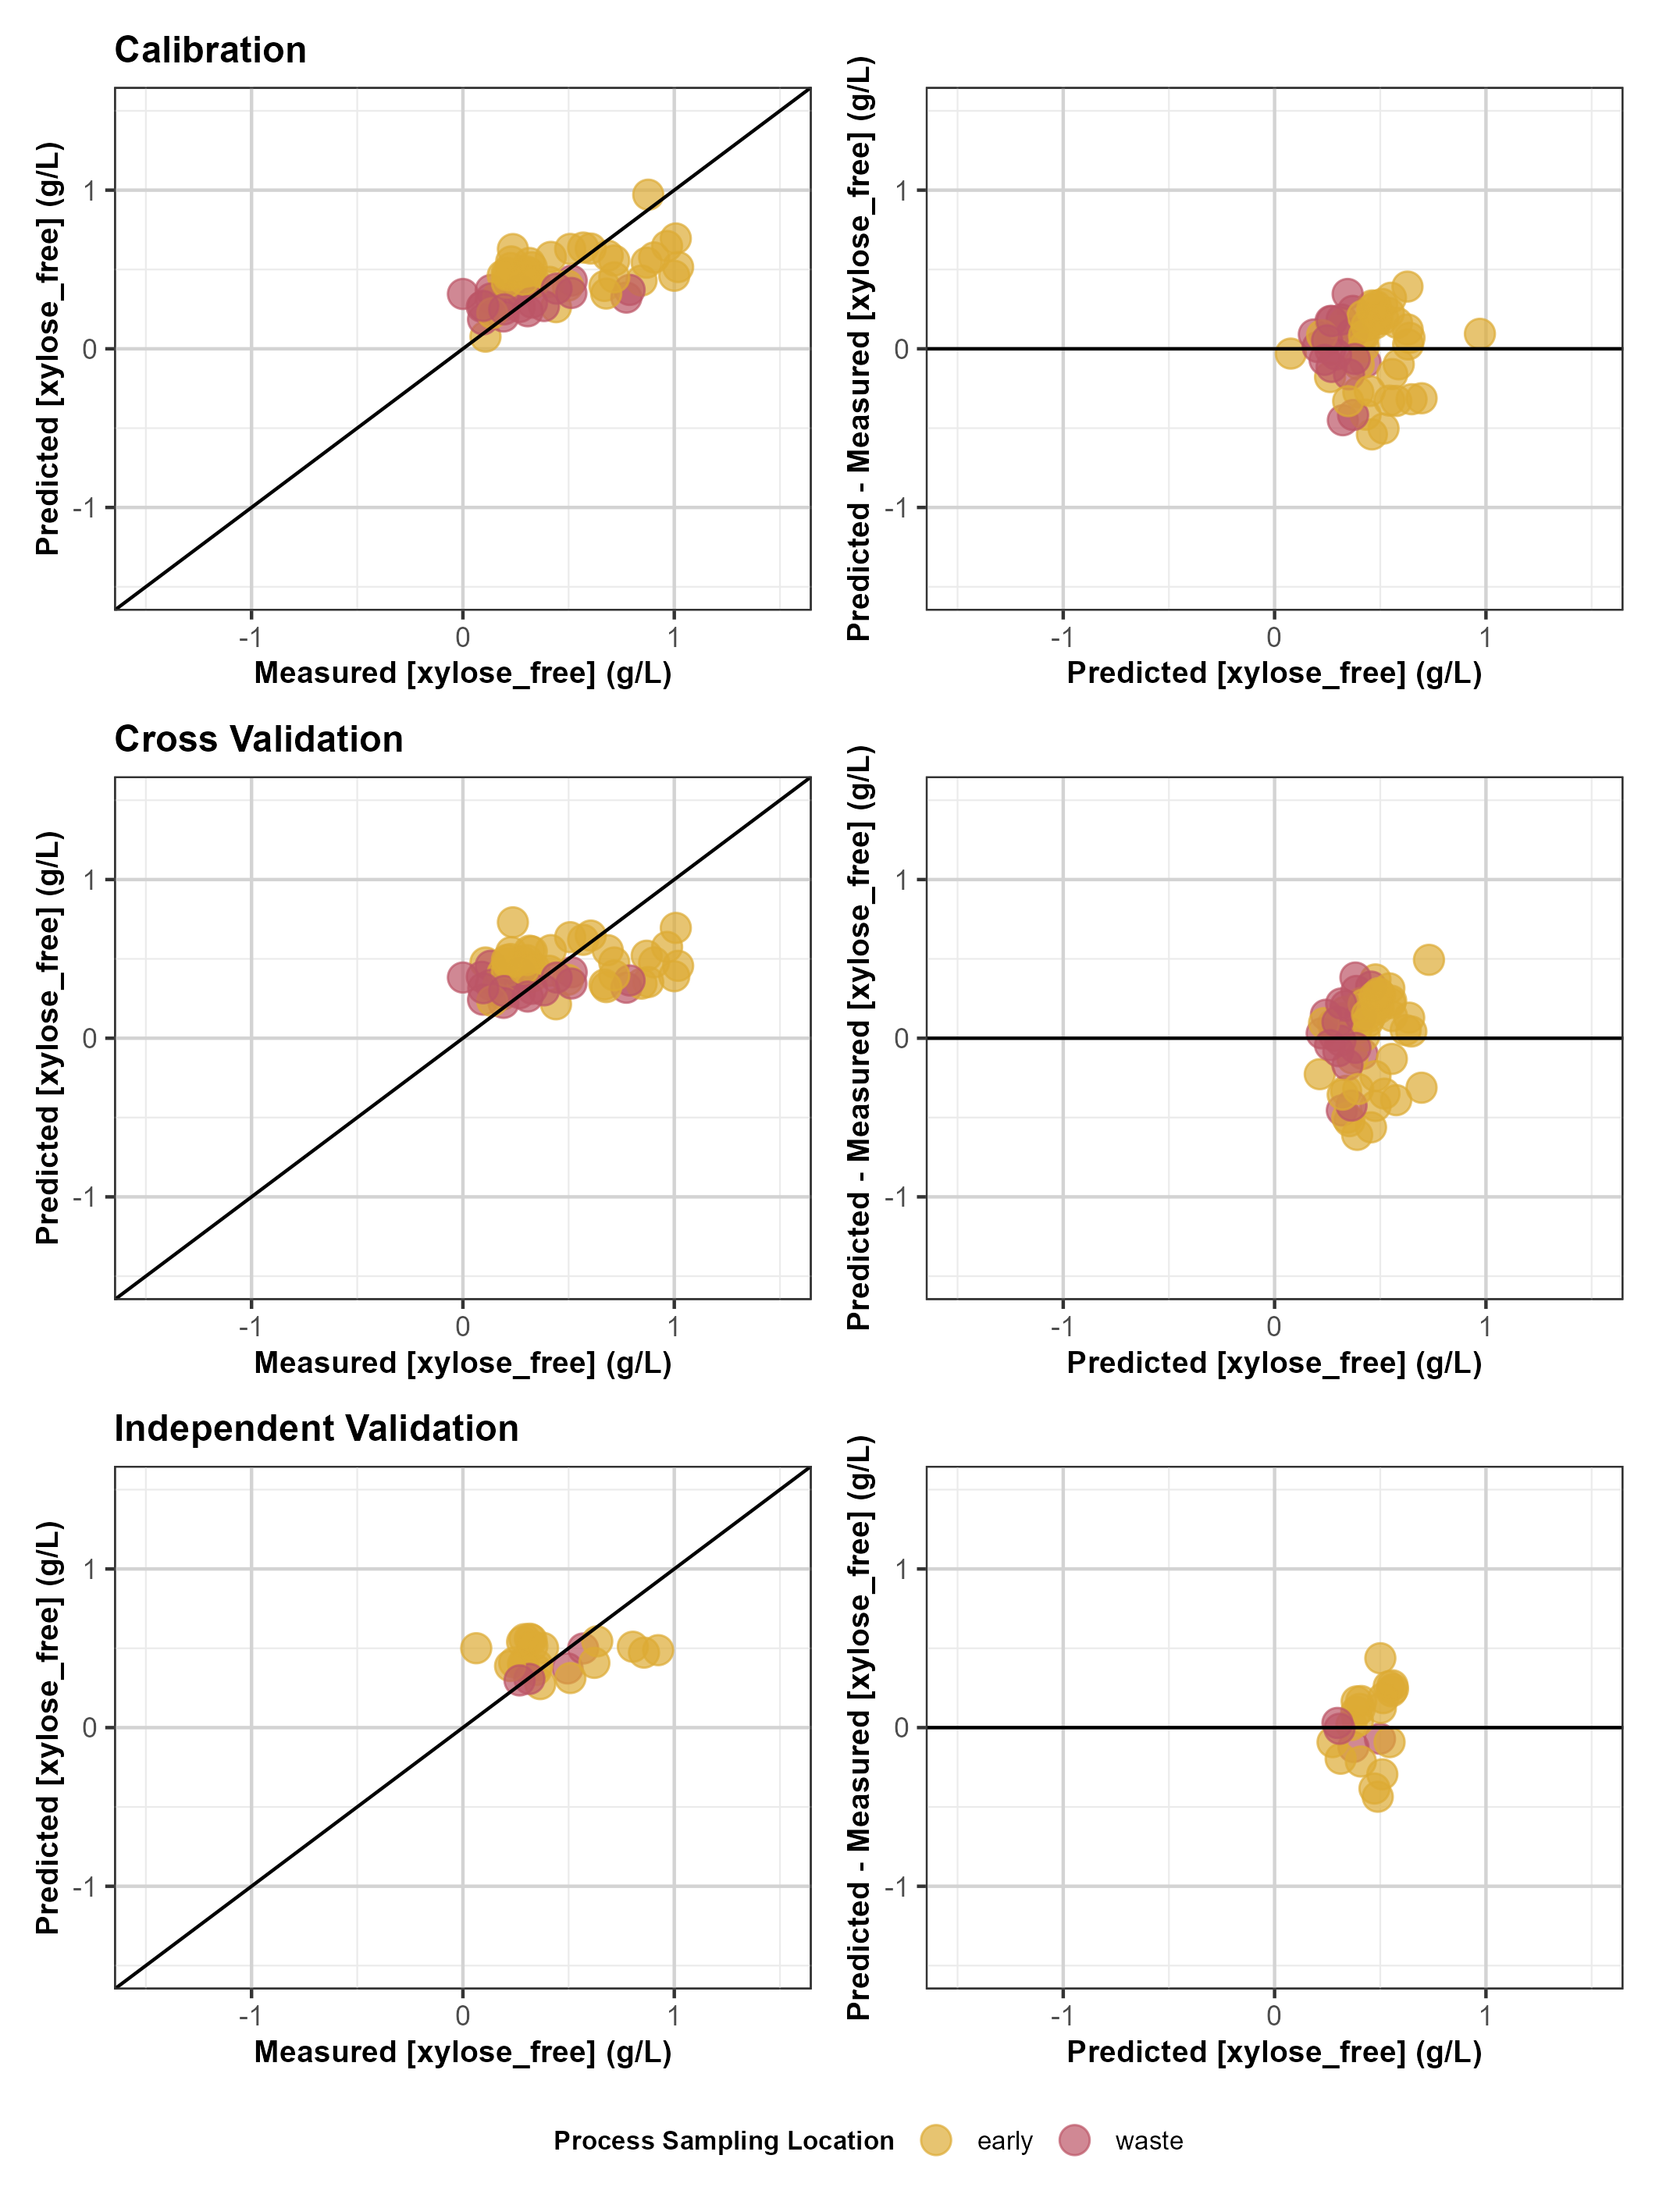 Calibration
Predicted [xylose_free] (g/L)
1
0
-1
-1 0 1
Measured [xylose_free] (g/L)
Predicted - Measured [xylose_free] (g/L)
1
0
-1
-1 0 1
Predicted [xylose_free] (g/L)
Cross Validation
Predicted [xylose_free] (g/L)
1
0
-1
-1 0 1
Measured [xylose_free] (g/L)
Predicted - Measured [xylose_free] (g/L)
1
0
-1
-1 0 1
Predicted [xylose_free] (g/L)
Independent Validation
Predicted [xylose_free] (g/L)
1
0
-1
-1 0 1
Measured [xylose_free] (g/L)
Predicted - Measured [xylose_free] (g/L)
1
0
-1
-1 0 1
Predicted [xylose_free] (g/L)
Process Sampling Location early waste